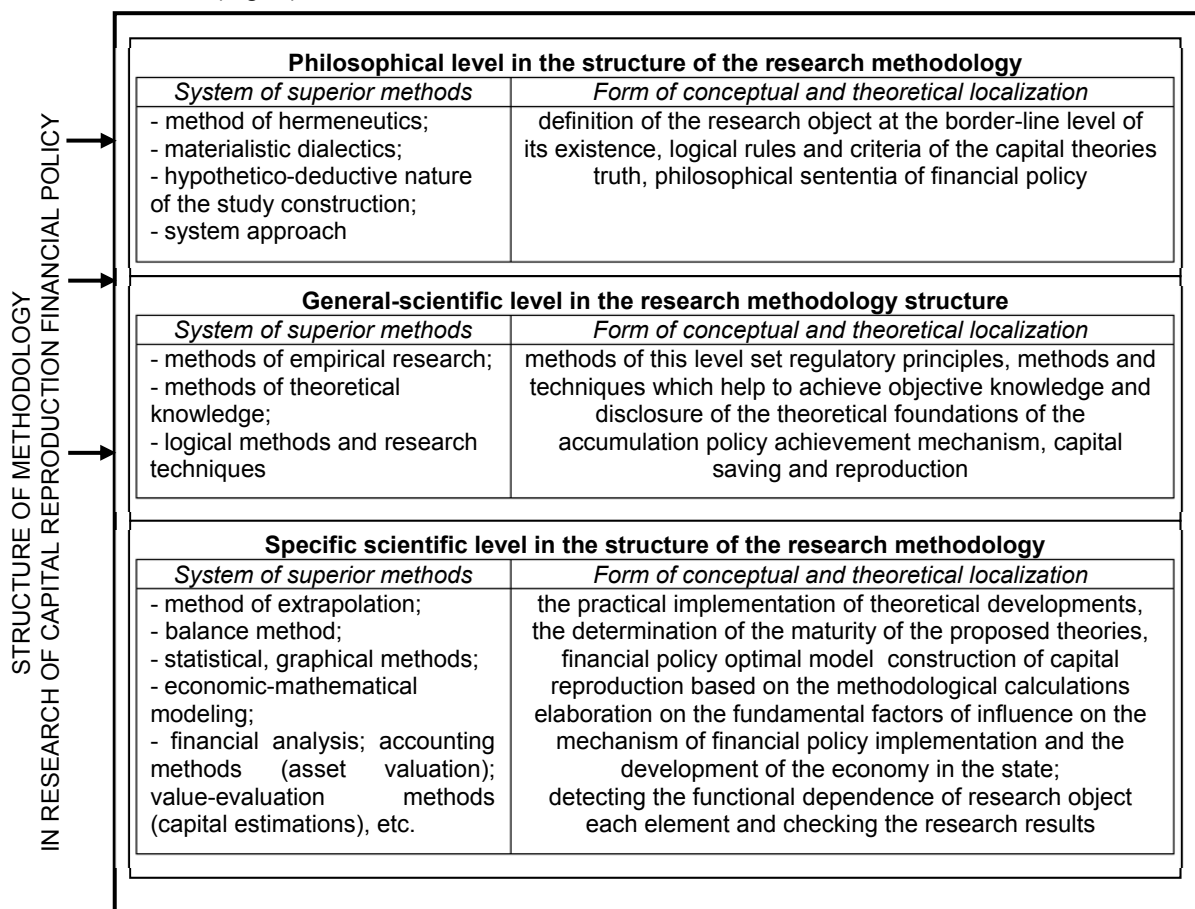 STRUCTURE OF METHODOLOGY
IN RESEARCH OF CAPITAL REPRODUCTION FINANCIAL POLICY
Philosophical level in the structure of the research methodology
System of superior methods
Form of conceptual and theoretical localization
- method of hermeneutics;
- materialistic dialectics;
- hypothetico-deductive nature
of the study construction;
- system approach
definition of the research object at the border-line level of
its existence, logical rules and criteria of the capital theories
truth, philosophical sententia of financial policy
General-scientific level in the research methodology structure
System of superior methods
Form of conceptual and theoretical localization
- methods of empirical research;
- methods of theoretical
knowledge;
- logical methods and research
techniques
methods of this level set regulatory principles, methods and
techniques which help to achieve objective knowledge and
disclosure of the theoretical foundations of the
accumulation policy achievement mechanism, capital
saving and reproduction
Specific scientific level in the structure of the research methodology
System of superior methods
Form of conceptual and theoretical localization
- method of extrapolation;
- balance method;
- statistical, graphical methods;
- economic-mathematical
modeling;
- financial analysis; accounting
methods (asset valuation);
value-evaluation methods
(capital estimations), etc.
the practical implementation of theoretical developments,
the determination of the maturity of the proposed theories,
financial policy optimal model construction of capital
reproduction based on the methodological calculations
elaboration on the fundamental factors of influence on the
mechanism of financial policy implementation and the
development of the economy in the state;
detecting the functional dependence of research object
each element and checking the research results